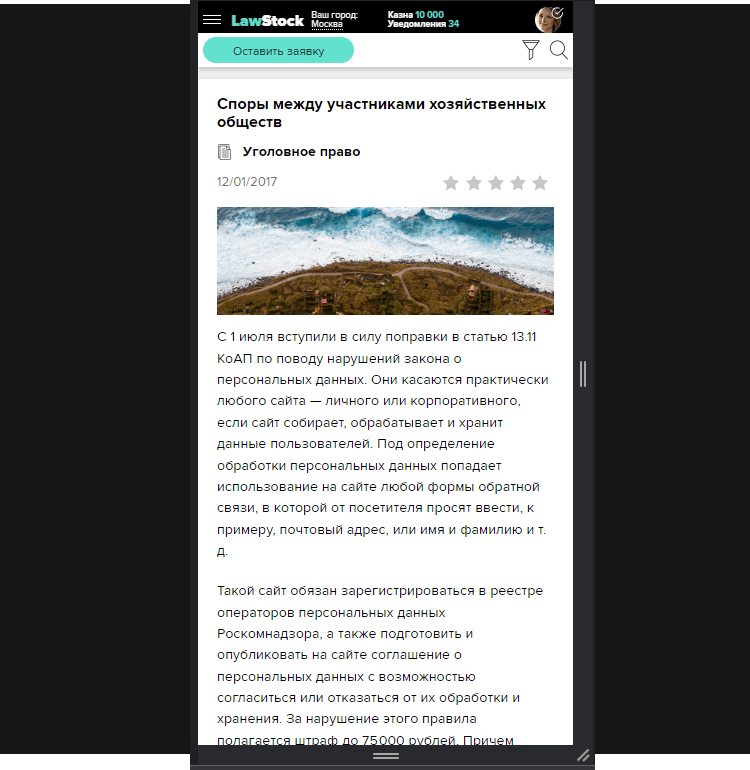 LawStock
Ваш город:
Москва
Казна 10 000
Уведомления 34
Оставить заявку
Споры между участниками хозяйственных
обществ
Уголовное право
12/01/2017
С 1 июля вступили в силу поправки в статью 13.11
КоАП по поводу нарушений закона о
персональных данных. Они касаются практически
любого сайта — личного или корпоративного,
если сайт собирает, обрабатывает и хранит
данные пользователей. Под определение
обработки персональных данных попадает
использование на сайте любой формы обратной
связи, в которой от посетителя просят ввести, к
примеру, почтовый адрес, или имя и фамилию и т.
д.
Такой сайт обязан зарегистрироваться в реестре
операторов персональных данных
Роскомнадзора, а также подготовить и
опубликовать на сайте соглашение о
персональных данных с возможностью
согласиться или отказаться от их обработки и
хранения. За нарушение этого правила
полагается штраф до 75000 рублей. Причем